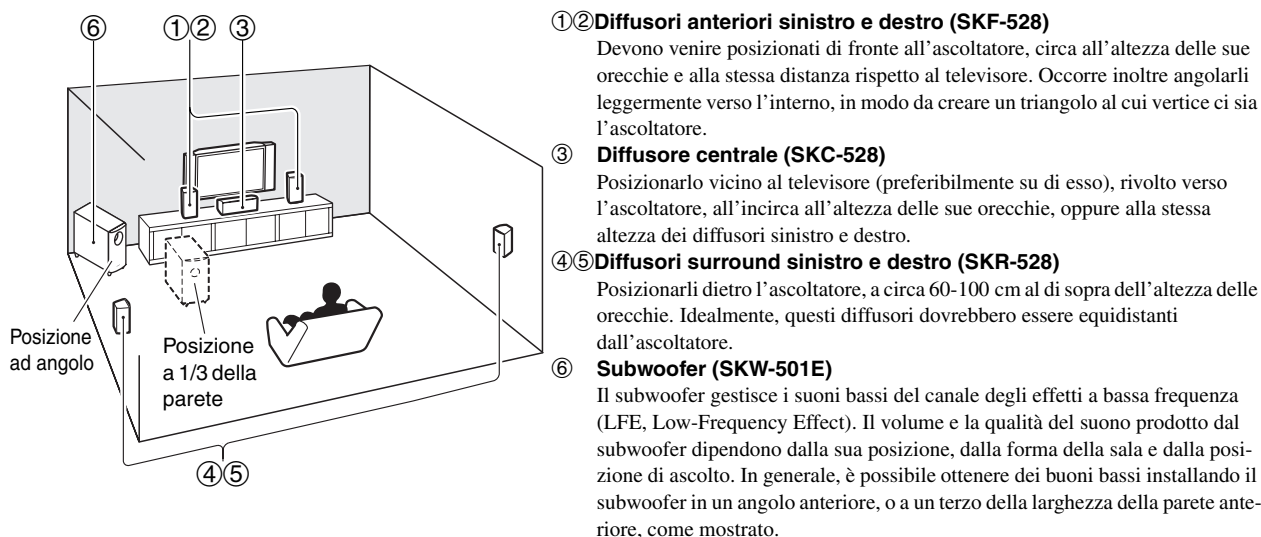 ⑥ ①② ③
Posizione
ad angolo
Posizione
a 1/3 della
parete
④⑤
①②Diffusori anteriori sinistro e destro (SKF-528)
Devono venire posizionati di fronte all'ascoltatore, circa all'altezza delle sue
orecchie e alla stessa distanza rispetto al televisore. Occorre inoltre angolarli
leggermente verso l'interno, in modo da creare un triangolo al cui vertice ci sia
l'ascoltatore.
③ Diffusore centrale (SKC-528)
Posizionarlo vicino al televisore (preferibilmente su di esso), rivolto verso
l'ascoltatore, all'incirca all'altezza delle sue orecchie, oppure alla stessa
altezza dei diffusori sinistro e destro.
④⑤Diffusori surround sinistro e destro (SKR-528)
Posizionarli dietro l'ascoltatore, a circa 60-100 cm al di sopra dell'altezza delle
orecchie. Idealmente, questi diffusori dovrebbero essere equidistanti
dall'ascoltatore.
⑥ Subwoofer (SKW-501E)
Il subwoofer gestisce i suoni bassi del canale degli effetti a bassa frequenza
(LFE, Low-Frequency Effect). Il volume e la qualità del suono prodotto dal
subwoofer dipendono dalla sua posizione, dalla forma della sala e dalla posi-
zione di ascolto. In generale, è possibile ottenere dei buoni bassi installando il
subwoofer in un angolo anteriore, o a un terzo della larghezza della parete ante-
riore, come mostrato.